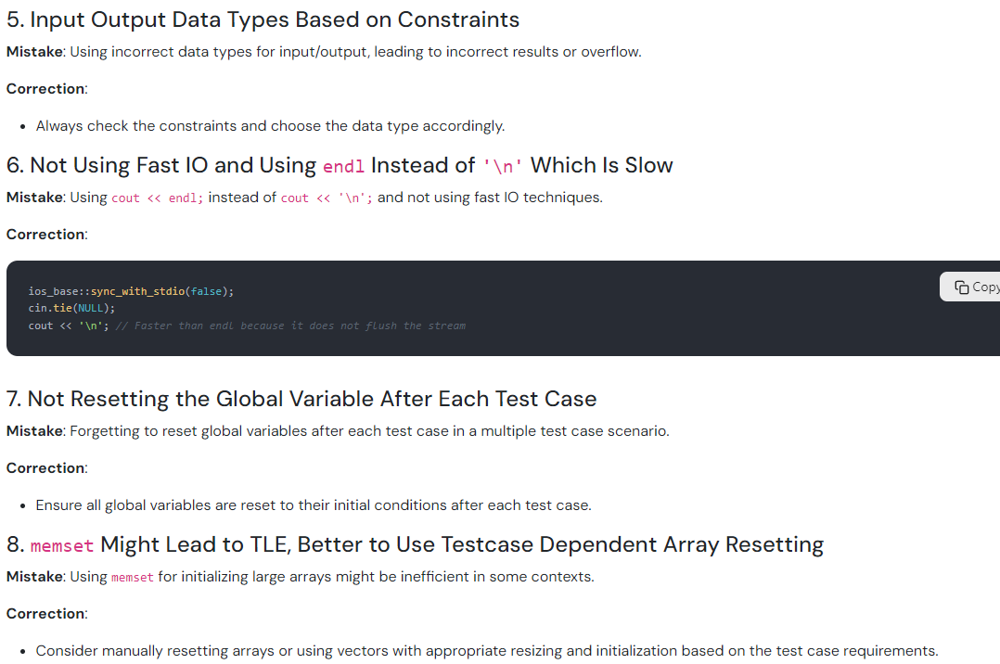 5. Input Output Data Types Based on Constraints
Mistake: Using incorrect data types for input/output, leading to incorrect results or overflow.
Correction:
• Always check the constraints and choose the data type accordingly.
6. Not Using Fast IO and Using endl Instead of '\n' Which Is Slow
Mistake: Using cout << endl; instead of cout << '\n'; and not using fast IO techniques.
Correction:
ios_base::sync_with_stdio(false);
Copy
cin.tie(NULL);
cout << '\n'; // Faster than endl because it does not flush the stream
7. Not Resetting the Global Variable After Each Test Case
Mistake: Forgetting to reset global variables after each test case in a multiple test case scenario.
Correction:
• Ensure all global variables are reset to their initial conditions after each test case.
8. memset Might Lead to TLE, Better to Use Testcase Dependent Array Resetting
Mistake: Using memset for initializing large arrays might be inefficient in some contexts.
Correction:
• Consider manually resetting arrays or using vectors with appropriate resizing and initialization based on the test case requirements.